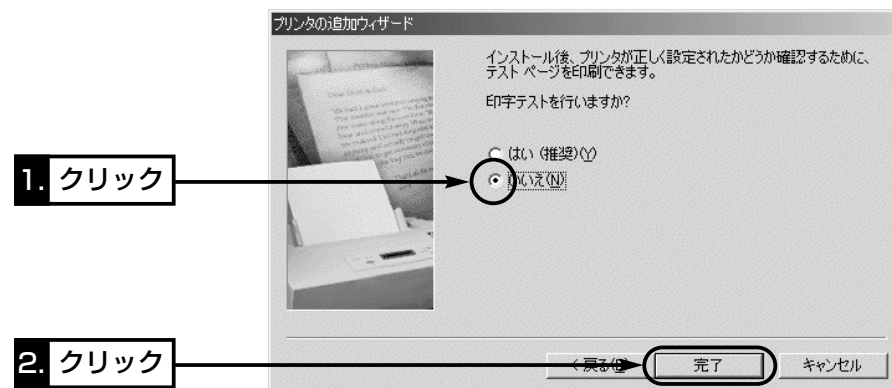 プリンタの追加ウィザード
インストール後、プリンタが正しく設定されたかどうか確認するために、
テスト ページを印刷できます。
印字テストを行いますか?
はい (推奨)(Y)
1. クリック
いいえ(N)
2. クリック
< 戻る(B)
完了
キャンセル